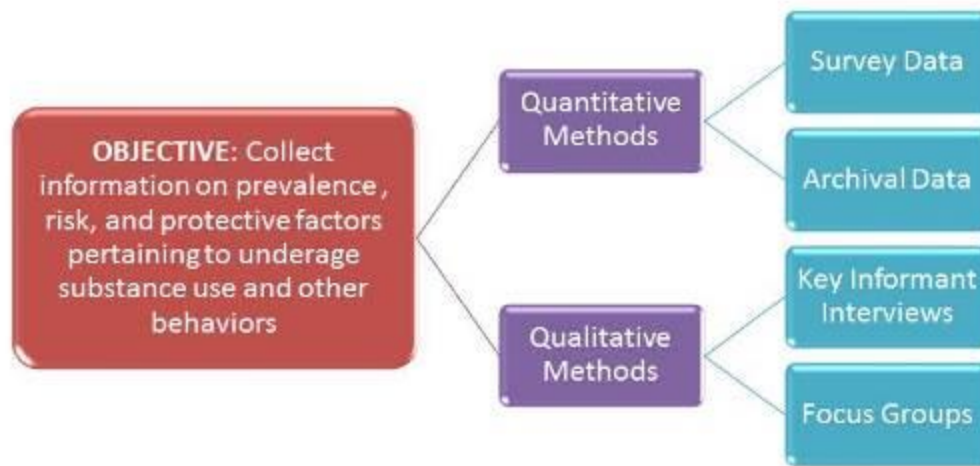 OBJECTIVE: Collect
information on prevalence,
risk, and protective factors
pertaining to underage
substance use and other
behaviors
Quantitative
Methods
Survey Data
Archival Data
Qualitative
Methods
Key Informant
Interviews
Focus Groups